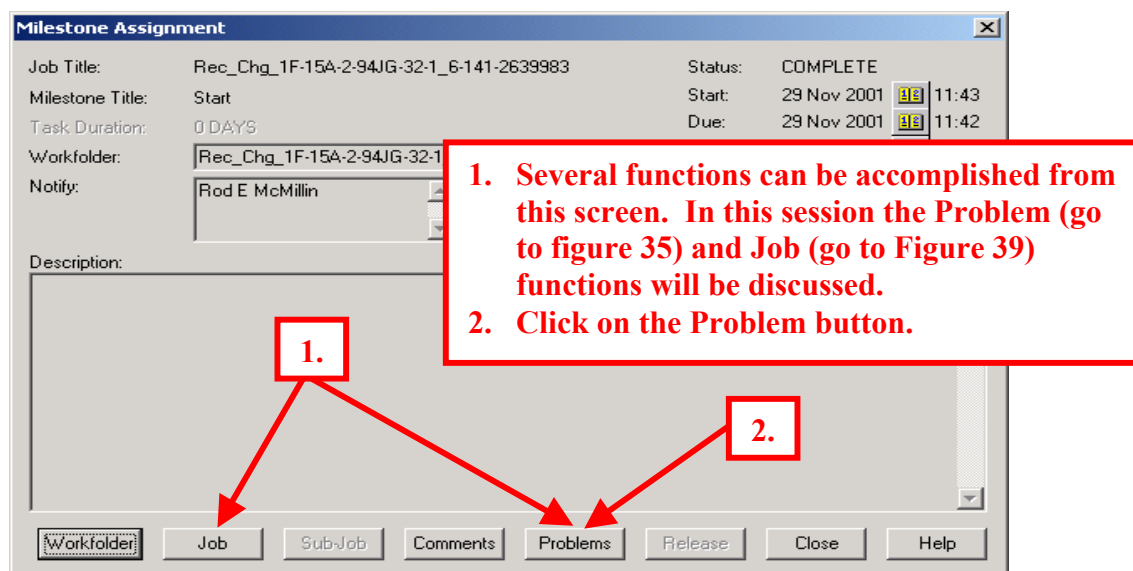 Milestone Assignment
Job Title: Rec_Chg_1F-15A-2-94JG-32-1_6-141-2639983 Status: COMPLETE
Milestone Title: Start Start: 29 Nov 2001 11:43
Task Duration: 0 DAYS Due: 29 Nov 2001 11:42
Workfolder: Rec_Chg_1F-15A-2-94JG-32-1
Notify: Rod E McMillin
Description:
1. Several functions can be accomplished from
this screen. In this session the Problem (go
to figure 35) and Job (go to Figure 39)
functions will be discussed.
2. Click on the Problem button.
1.
2.
Workfolder Job Sub-Job Comments Problems Release Close Help